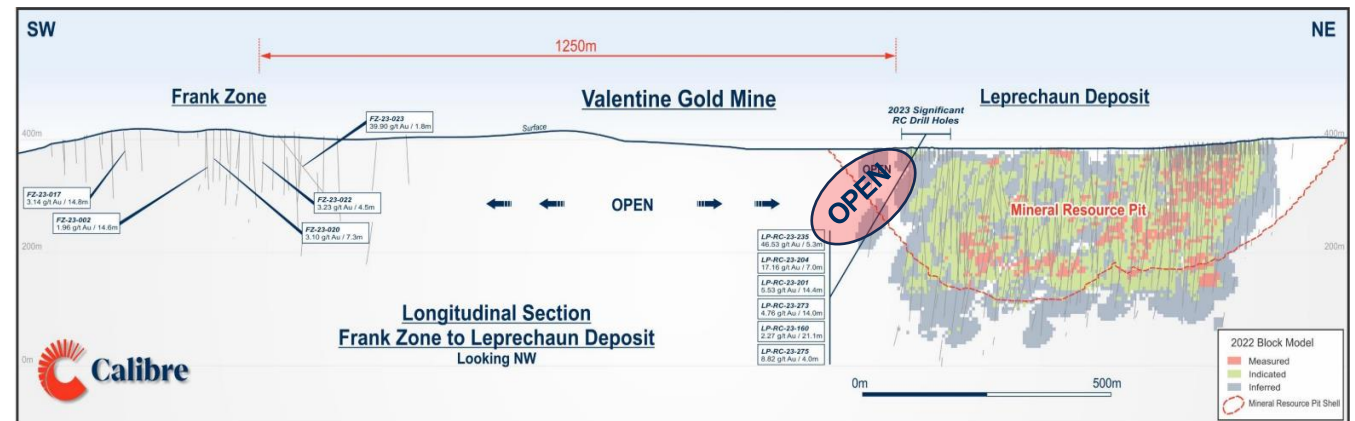 SW
NE
1250m
Frank Zone
Valentine Gold Mine
Leprechaun Deposit
2023 Significant
RC Drill Holes
FZ-23-023
39.90 g/t Au / 1.8m
Surface
400m
400m
OPEN
OPEN
FZ-23-017
3.14 g/t Au / 14.8m
FZ-23-002
1.96 g/t Au / 14.6m
FZ-23-022
3.23 g/t Au / 4.5m
FZ-23-020
3.10 g/t Au / 7.3m
OPEN
Mineral Resource Pit
200m
200m
LP-RC-23-235
46.53 g/t Au / 5.3m
LP-RC-23-204
17.16 g/t Au / 7.0m
LP-RC-23-201
5.53 g/t Au / 14.4m
LP-RC-23-273
4.76 g/t Au / 14.0m
LP-RC-23-160
2.27 g/t Au / 21.1m
LP-RC-23-275
8.82 g/t Au / 4.0m
Longitudinal Section
Frank Zone to Leprechaun Deposit
Looking NW
0m
Calibre
0m
500m
2022 Block Model
Measured
Indicated
Inferred
Mineral Resource Pit Shell